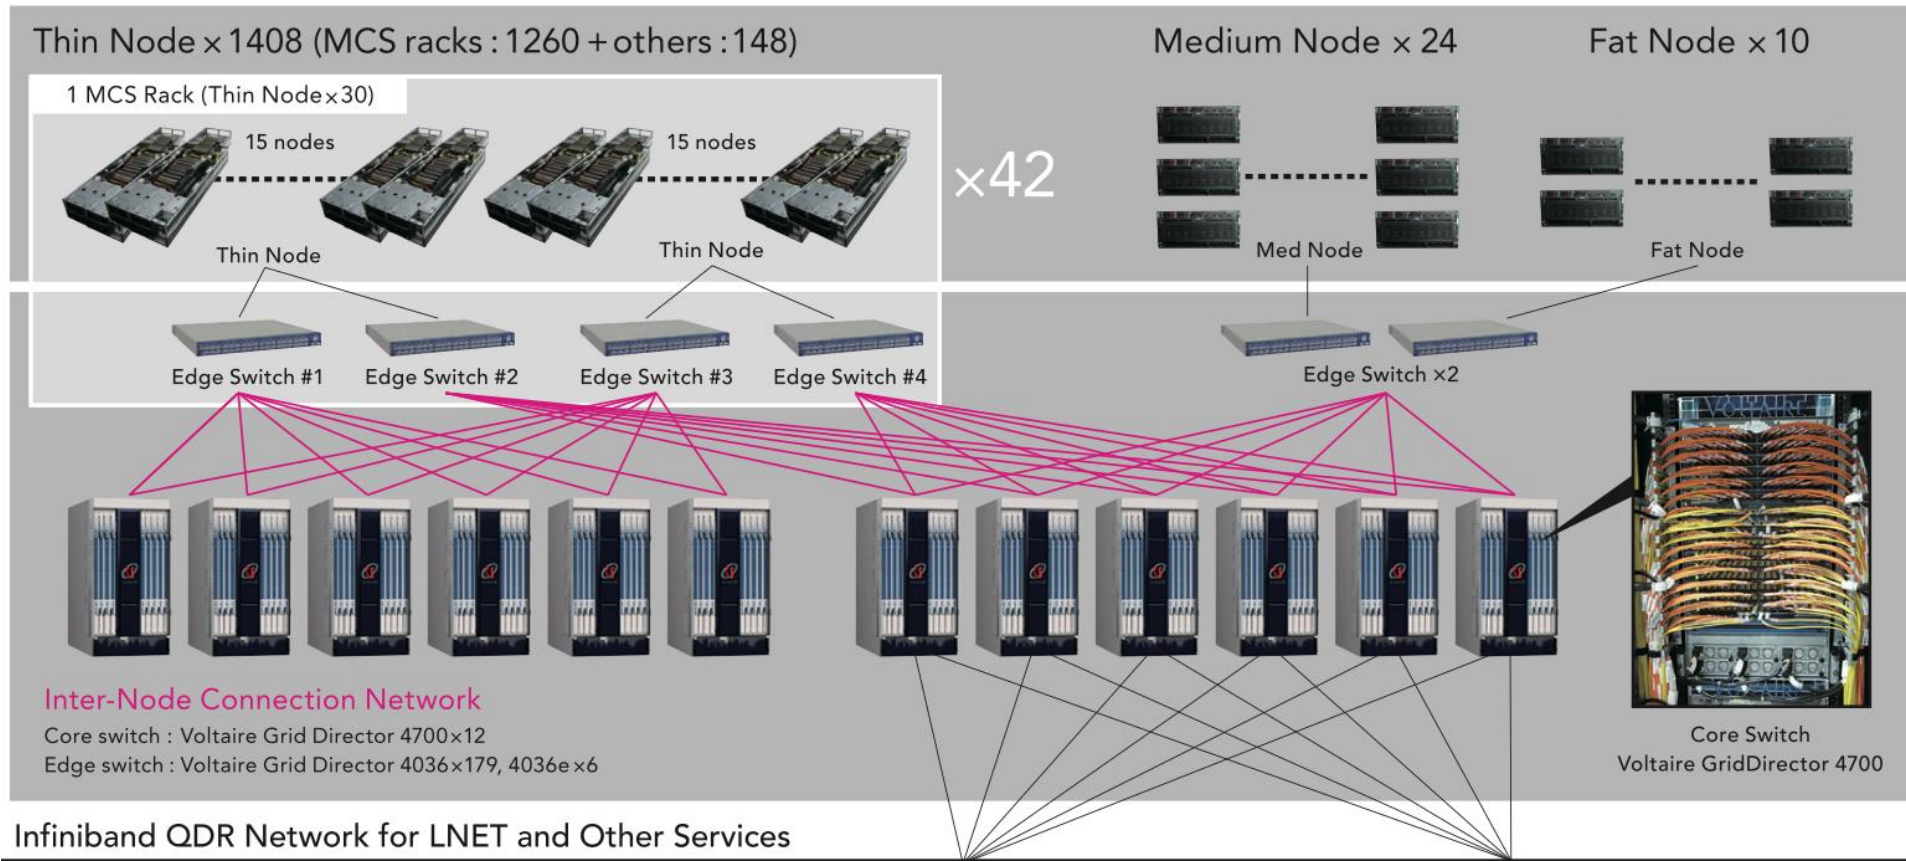 Thin Node × 1408 (MCS racks : 1260 + others : 148)
Medium Node × 24
Fat Node × 10
1 MCS Rack (Thin Node × 30)
15 nodes
15 nodes
×42
Thin Node
Thin Node
Med Node
Fat Node
Edge Switch #1
Edge Switch #2
Edge Switch #3
Edge Switch #4
Edge Switch ×2
VOLTAIRE
Inter-Node Connection Network
Core switch : Voltaire Grid Director 4700×12
Edge switch : Voltaire Grid Director 4036×179, 4036e×6
Core Switch
Voltaire GridDirector 4700
Infiniband QDR Network for LNET and Other Services